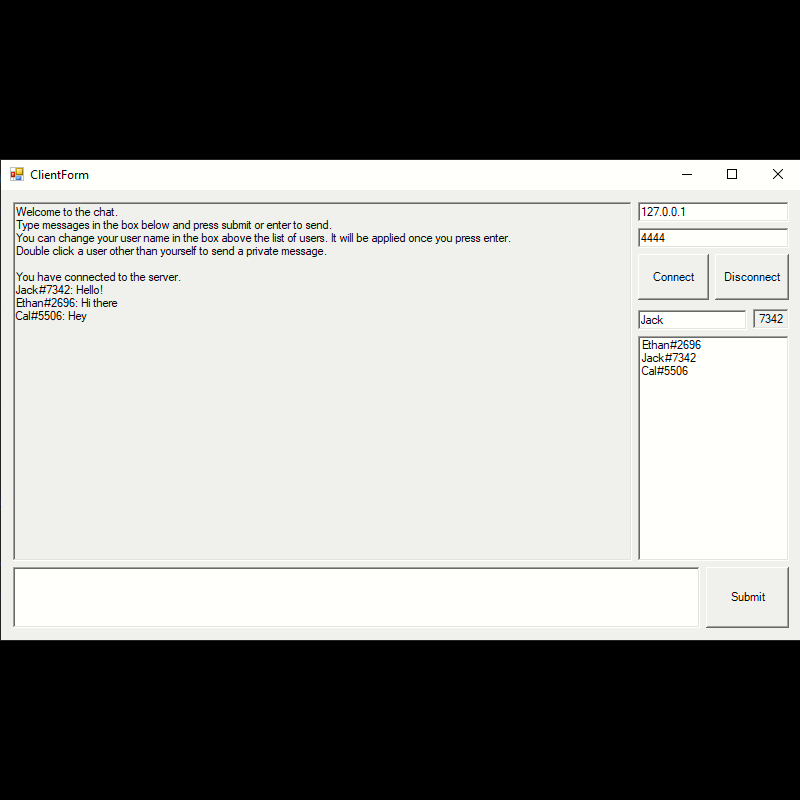 ClientForm
Welcome to the chat.
Type messages in the box below and press submit or enter to send.
You can change your user name in the box above the list of users. It will be applied once you press enter.
Double click a user other than yourself to send a private message.
You have connected to the server.
Jack#7342: Hello!
Ethan#2696: Hi there
Cal#5506: Hey
127.0.0.1
4444
Connect Disconnect
Jack 7342
Ethan#2696
Jack#7342
Cal#5506
Submit